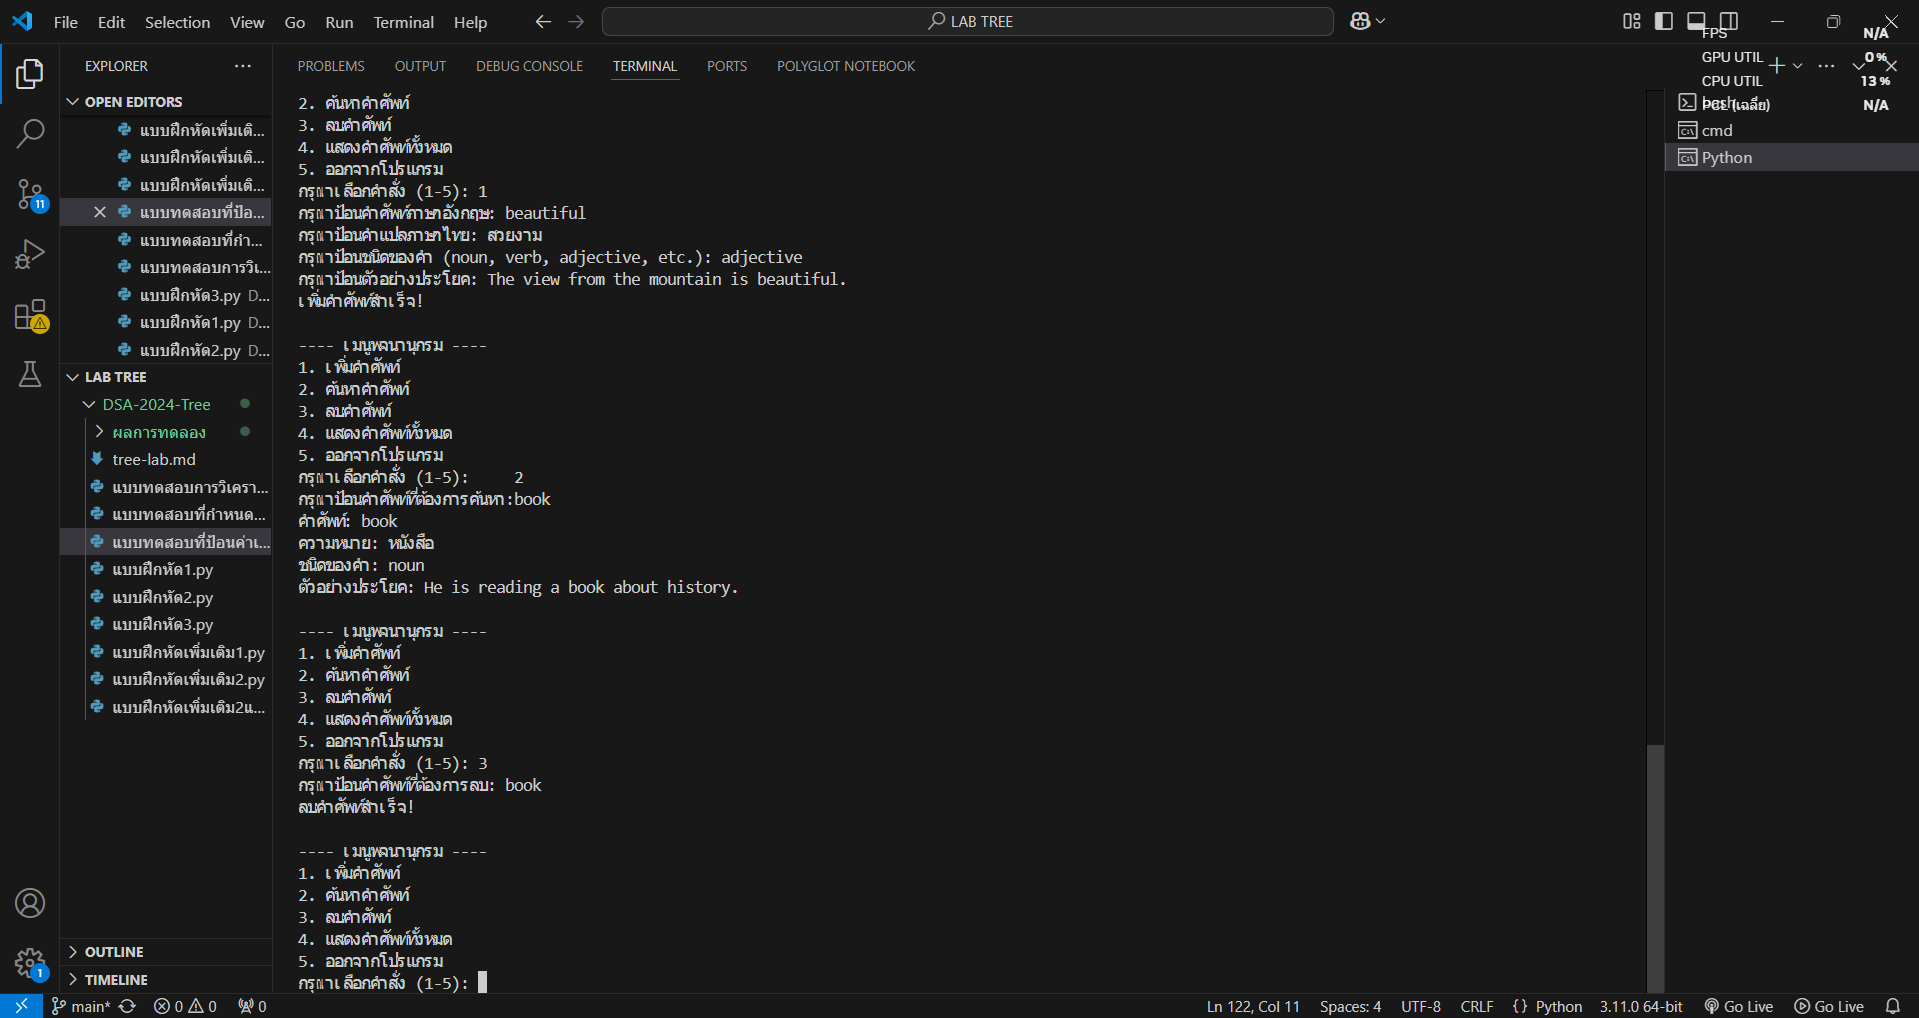 File Edit Selection View Go Run Terminal Help
LAB TREE
FPS N/A
GPU UTIL 0 %
CPU UTIL 13 %
(เฉลี่ย) N/A
EXPLORER
OPEN EDITORS
แบบฝึกหัดเพิ่มเติ...
แบบฝึกหัดเพิ่มเติ...
แบบฝึกหัดเพิ่มเติ...
แบบทดสอบที่ป้อ...
แบบทดสอบที่กำ...
แบบทดสอบการวิเ...
แบบฝึกหัด3.py D...
แบบฝึกหัด1.py D...
แบบฝึกหัด2.py D...
LAB TREE
DSA-2024-Tree
ผลการทดลอง
tree-lab.md
แบบทดสอบการวิเครา...
แบบทดสอบที่กำหนด...
แบบทดสอบที่ป้อนค่าเ...
แบบฝึกหัด1.py
แบบฝึกหัด2.py
แบบฝึกหัด3.py
แบบฝึกหัดเพิ่มเติม1.py
แบบฝึกหัดเพิ่มเติม2.py
แบบฝึกหัดเพิ่มเติม2แ...
OUTLINE
TIMELINE
11
1
PROBLEMS OUTPUT DEBUG CONSOLE TERMINAL PORTS POLYGLOT NOTEBOOK
2. ค้นหาคำศัพท์
3. ลบคำศัพท์
4. แสดงคำศัพท์ทั้งหมด
5. ออกจากโปรแกรม
กรุณาเลือกคำสั่ง (1-5): 1
กรุณาป้อนคำศัพท์ภาษาอังกฤษ: beautiful
กรุณาป้อนคำแปลภาษาไทย: สวยงาม
กรุณาป้อนชนิดของคำ (noun, verb, adjective, etc.): adjective
กรุณาป้อนตัวอย่างประโยค: The view from the mountain is beautiful.
เพิ่มคำศัพท์สำเร็จ!
---- เมนูพจนานุกรม ----
1. เพิ่มคำศัพท์
2. ค้นหาคำศัพท์
3. ลบคำศัพท์
4. แสดงคำศัพท์ทั้งหมด
5. ออกจากโปรแกรม
กรุณาเลือกคำสั่ง (1-5): 2
กรุณาป้อนคำศัพท์ที่ต้องการค้นหา:book
คำศัพท์: book
ความหมาย: หนังสือ
ชนิดของคำ: noun
ตัวอย่างประโยค: He is reading a book about history.
---- เมนูพจนานุกรม ----
1. เพิ่มคำศัพท์
2. ค้นหาคำศัพท์
3. ลบคำศัพท์
4. แสดงคำศัพท์ทั้งหมด
5. ออกจากโปรแกรม
กรุณาเลือกคำสั่ง (1-5): 3
กรุณาป้อนคำศัพท์ที่ต้องการลบ: book
ลบคำศัพท์สำเร็จ!
---- เมนูพจนานุกรม ----
1. เพิ่มคำศัพท์
2. ค้นหาคำศัพท์
3. ลบคำศัพท์
4. แสดงคำศัพท์ทั้งหมด
5. ออกจากโปรแกรม
กรุณาเลือกคำสั่ง (1-5):
cmd
Python
main* 0 0 0
Ln 122, Col 11 Spaces: 4 UTF-8 CRLF {} Python 3.11.0 64-bit Go Live Go Live